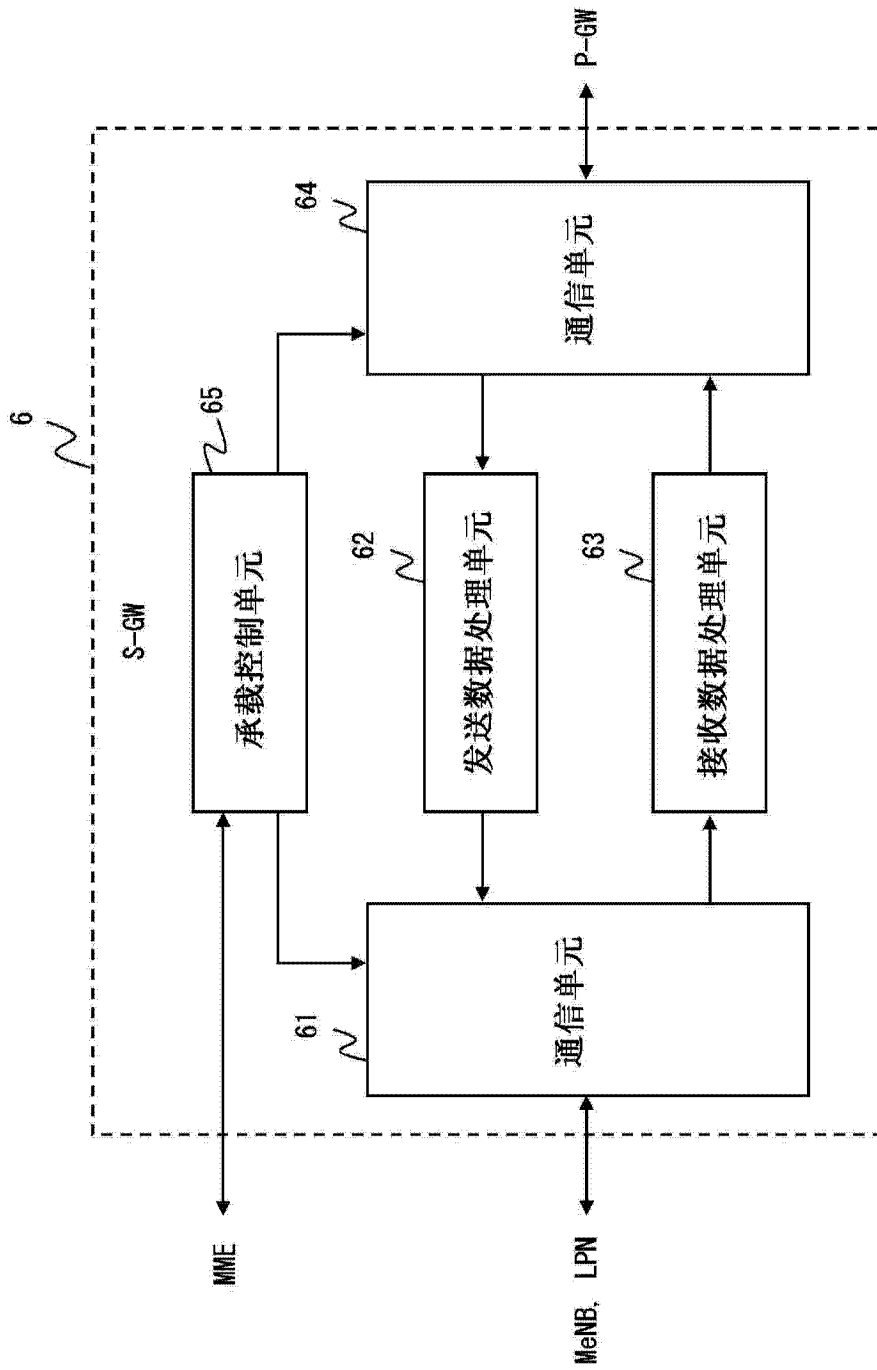 6
S-GW
65
承载控制单元
MME
61
通信单元
62
发送数据处理单元
64
通信单元
63
接收数据处理单元
MeNB, LPN
P-GW